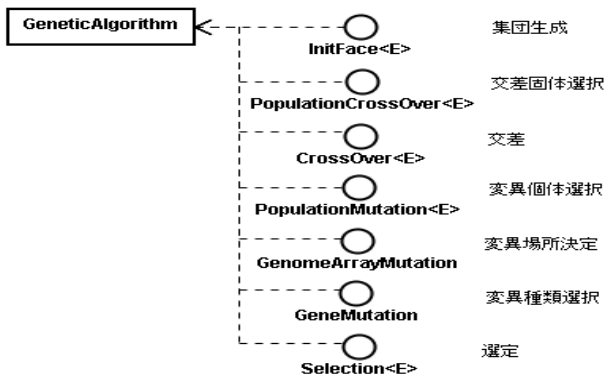 GeneticAlgorithm
InitFace<E> 集団生成
PopulationCrossOver<E> 交差固体選択
CrossOver<E> 交差
PopulationMutation<E> 変異個体選択
GenomeArrayMutation 変異場所決定
GeneMutation 変異種類選択
Selection<E> 選定